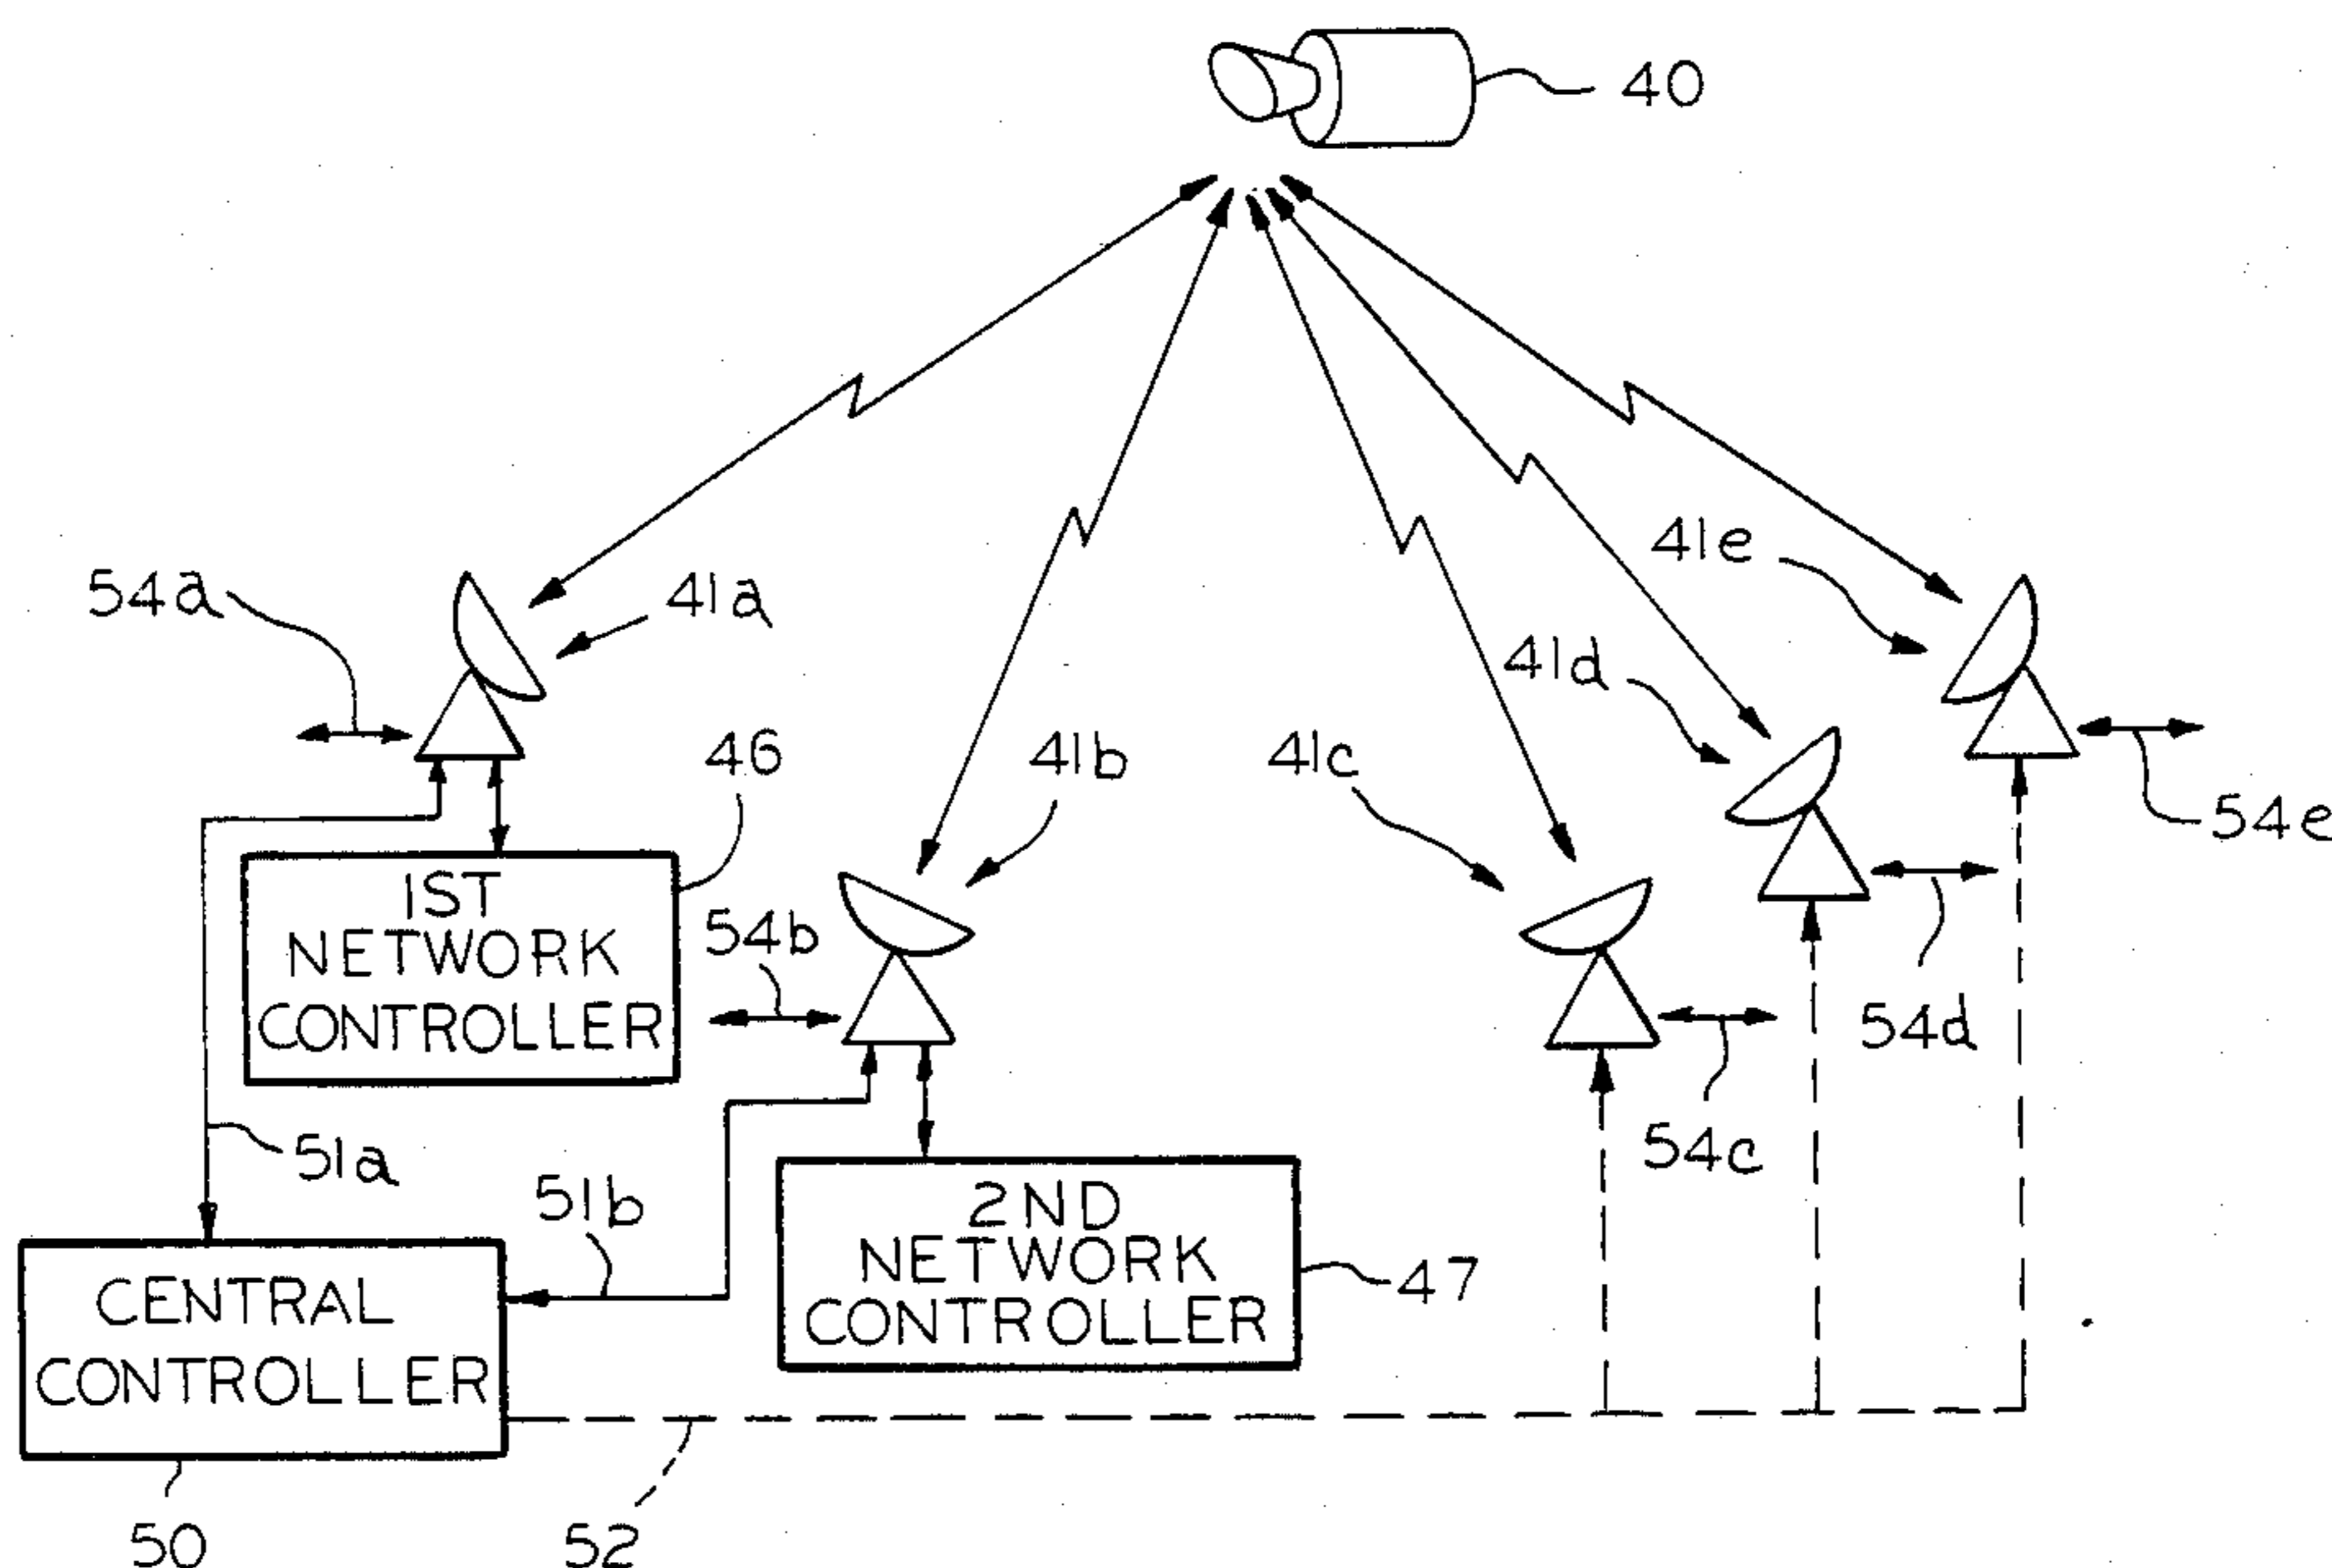 40
41e
54a
41a
41d
46
41b
41c
54e
1ST
NETWORK
CONTROLLER
54b
54d
51a
54c
51b
2ND
NETWORK
CONTROLLER
47
CENTRAL
CONTROLLER
50
52